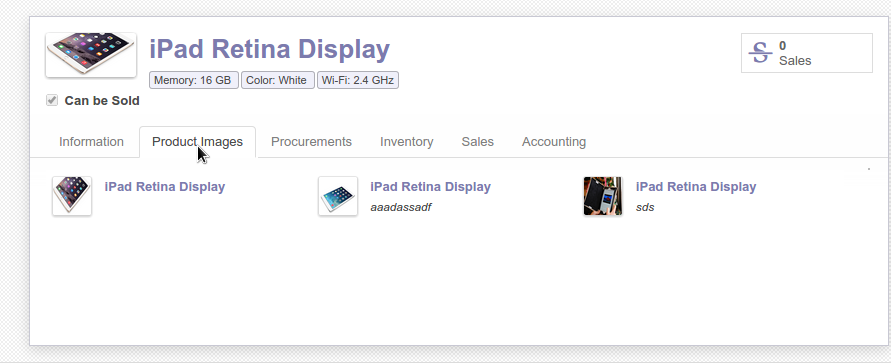 iPad Retina Display
Memory: 16 GB Color: White Wi-Fi: 2.4 GHz
0
Sales
Can be Sold
Information Product Images Procurements Inventory Sales Accounting
iPad Retina Display iPad Retina Display iPad Retina Display
aaadassadf sds